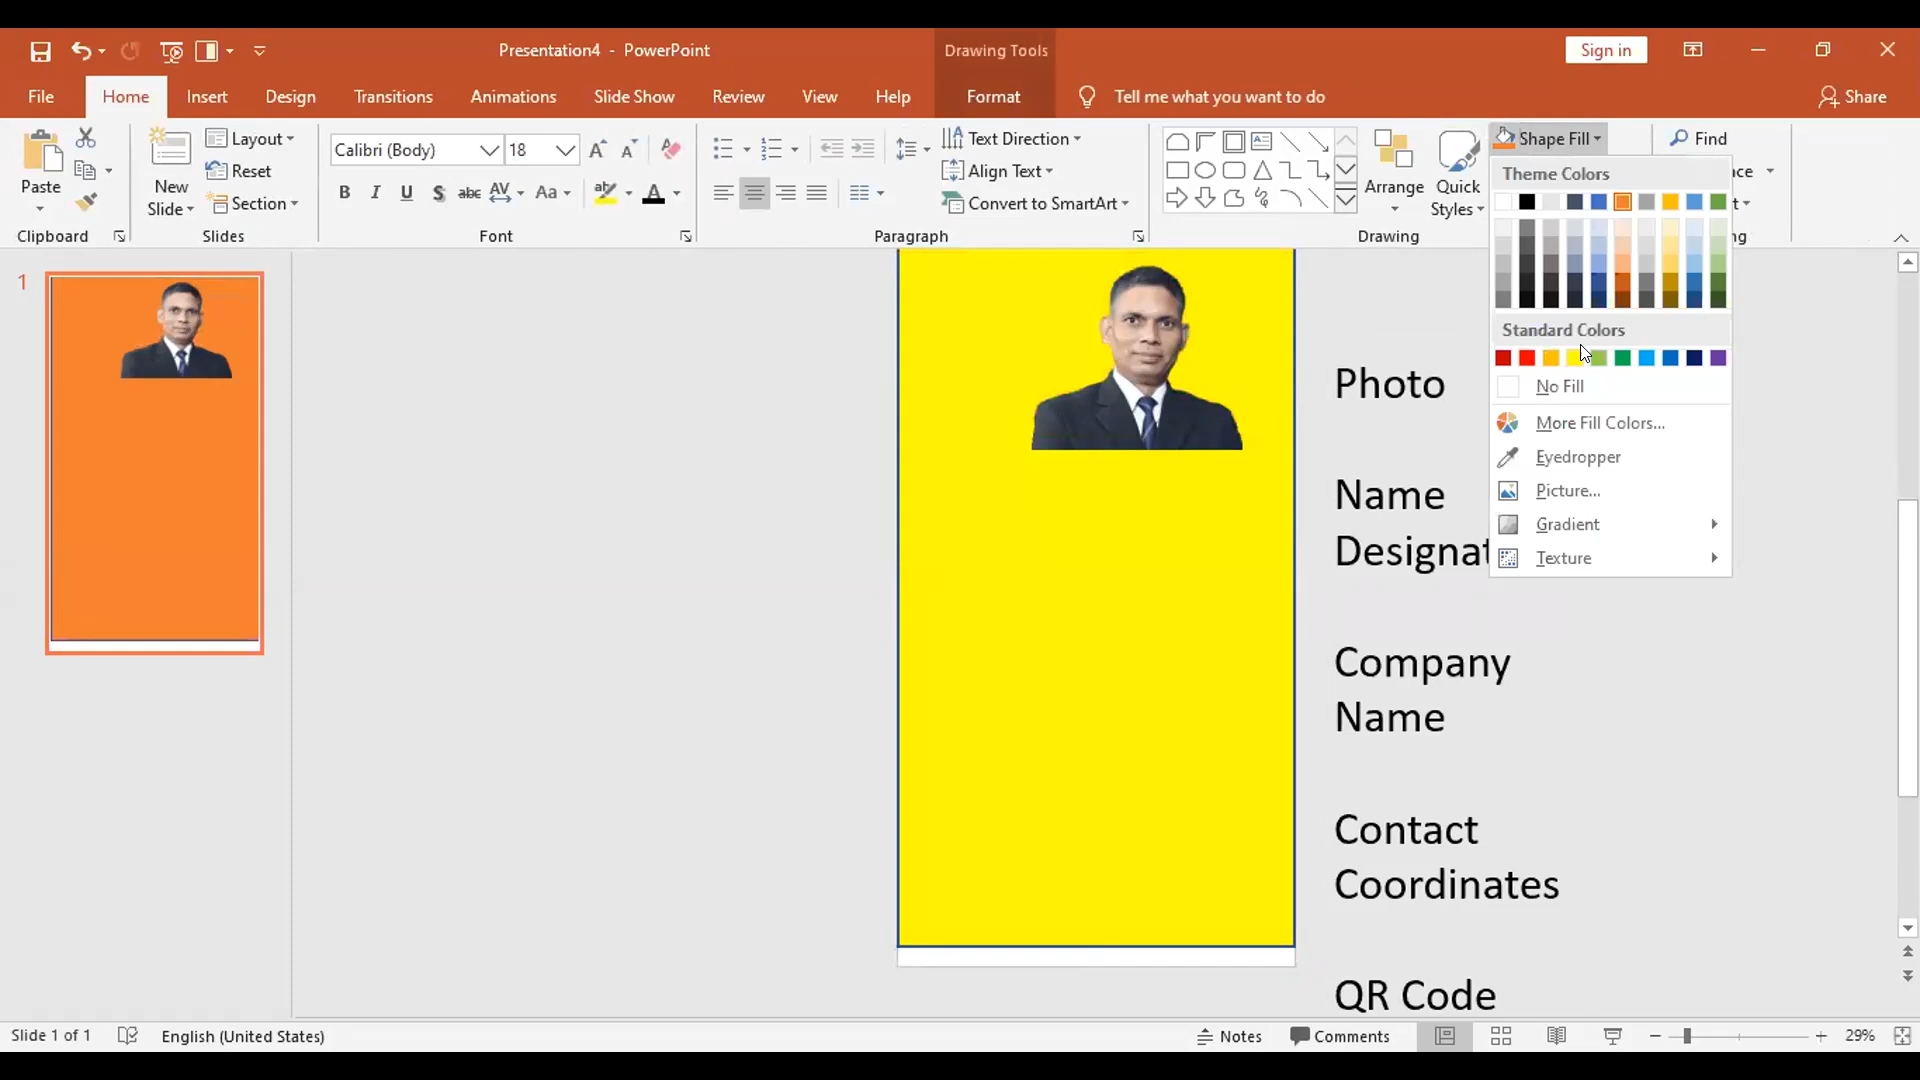 Presentation4 - PowerPoint
Drawing Tools
Sign in
File
Home
Insert
Design
Transitions
Animations
Slide Show
Review
View
Help
Format
Tell me what you want to do
Share
Paste
New
Slide
Layout
Reset
Section
Calibri (Body)
18
B
I
U
S
abc
AV
Aa
A
Text Direction
Align Text
Convert to SmartArt
Arrange
Quick
Styles
Shape Fill
Find
Clipboard
Slides
Font
Paragraph
Drawing
Theme Colors
Standard Colors
No Fill
More Fill Colors...
Eyedropper
Picture...
Gradient
Texture
1
Photo
Name
Company
Name
Contact
Coordinates
QR Code
Slide 1 of 1
English (United States)
Notes
Comments
29%